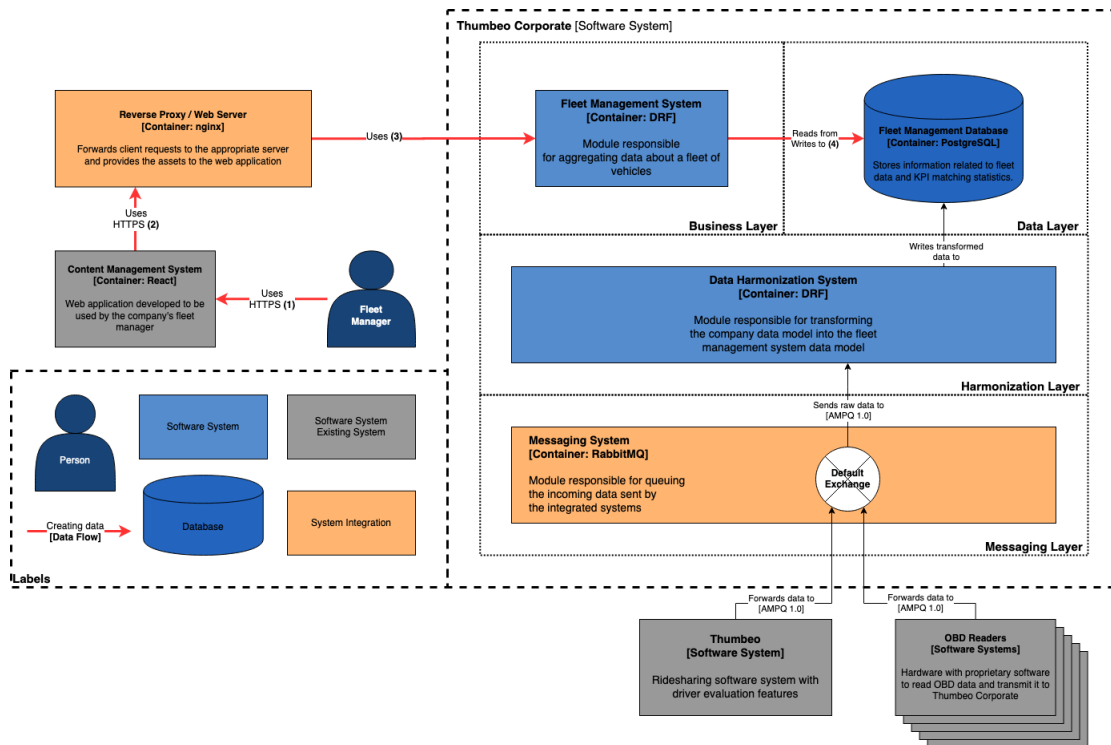 Thumbeo Corporate [Software System]
Reverse Proxy / Web Server
[Container: nginx]
Forwards client requests to the appropriate server
and provides the assets to the web application
Uses (3)
Fleet Management System
[Container: DRF]
Module responsible
for aggregating data about a fleet of
vehicles
Reads from
Writes to (4)
Fleet Management Database
[Container: PostgreSQL]
Stores information related to fleet
data and KPI matching statistics.
Business Layer
Data Layer
Uses
HTTPS (2)
Content Management System
[Container: React]
Web application developed to be
used by the company's fleet
manager
Uses
HTTPS (1)
Fleet
Manager
Writes transformed
data to
Data Harmonization System
[Container: DRF]
Module responsible for transforming
the company data model into the fleet
management system data model
Harmonization Layer
Sends raw data to
[AMPQ 1.0]
Messaging System
[Container: RabbitMQ]
Module responsible for queuing
the incoming data sent by
the integrated systems
Default
Exchange
Messaging Layer
Person
Software System
Software System
Existing System
Creating data
[Data Flow]
Database
System Integration
Labels
Forwards data to
[AMPQ 1.0]
Forwards data to
[AMPQ 1.0]
Thumbeo
[Software System]
Ridesharing software system with
driver evaluation features
OBD Readers
[Software Systems]
Hardware with proprietary software
to read OBD data and transmit it to
Thumbeo Corporate